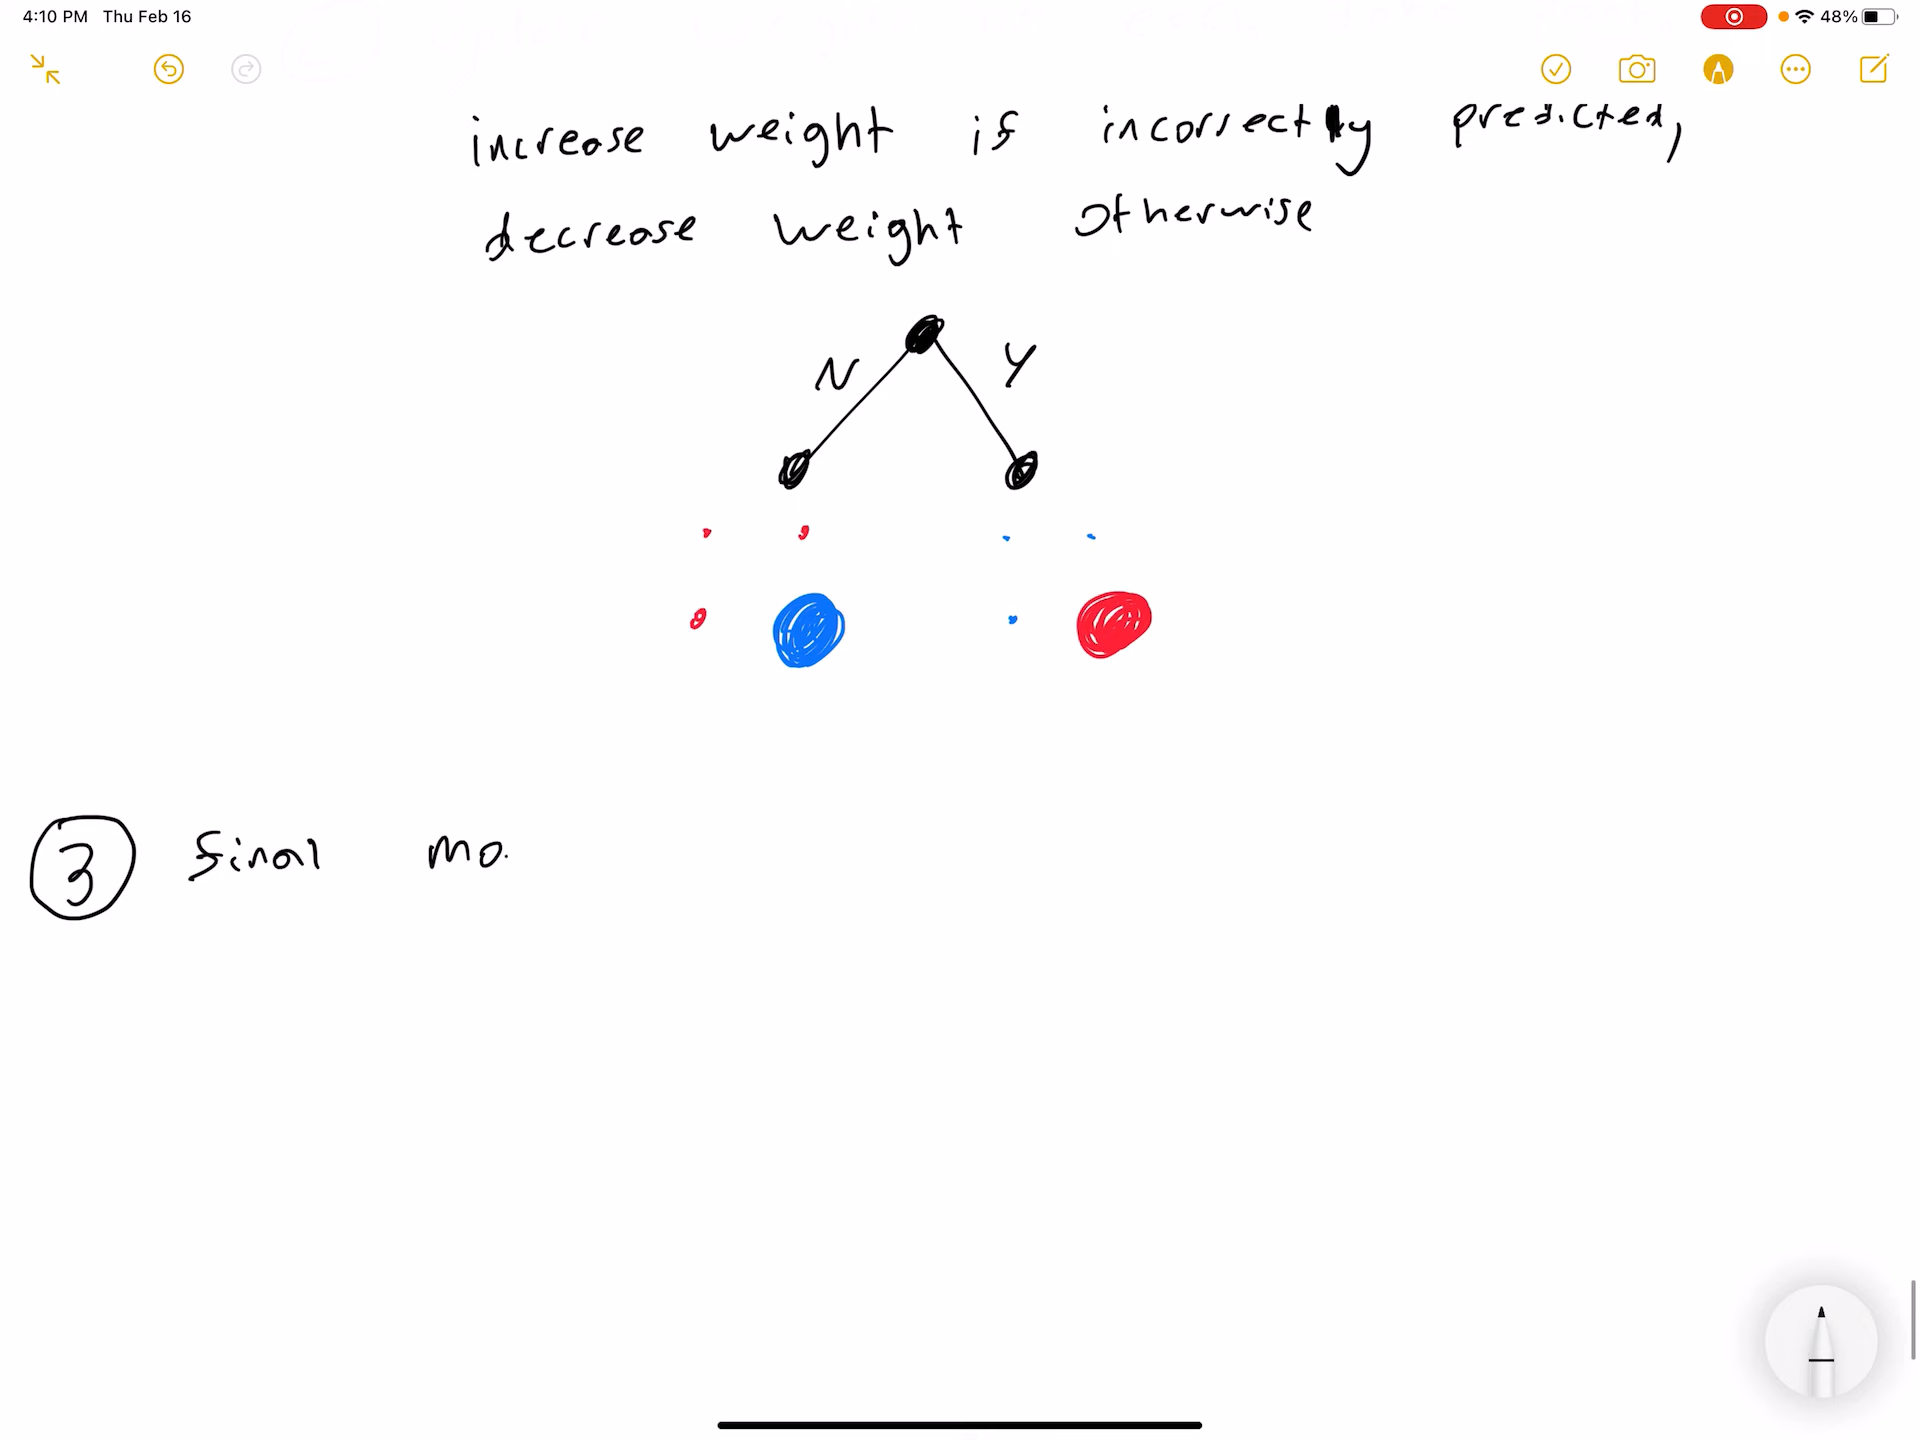 4:10 PM Thu Feb 16
48%
increase weight if incorrectly predicted,
decrease weight otherwise
N Y
3 final mo